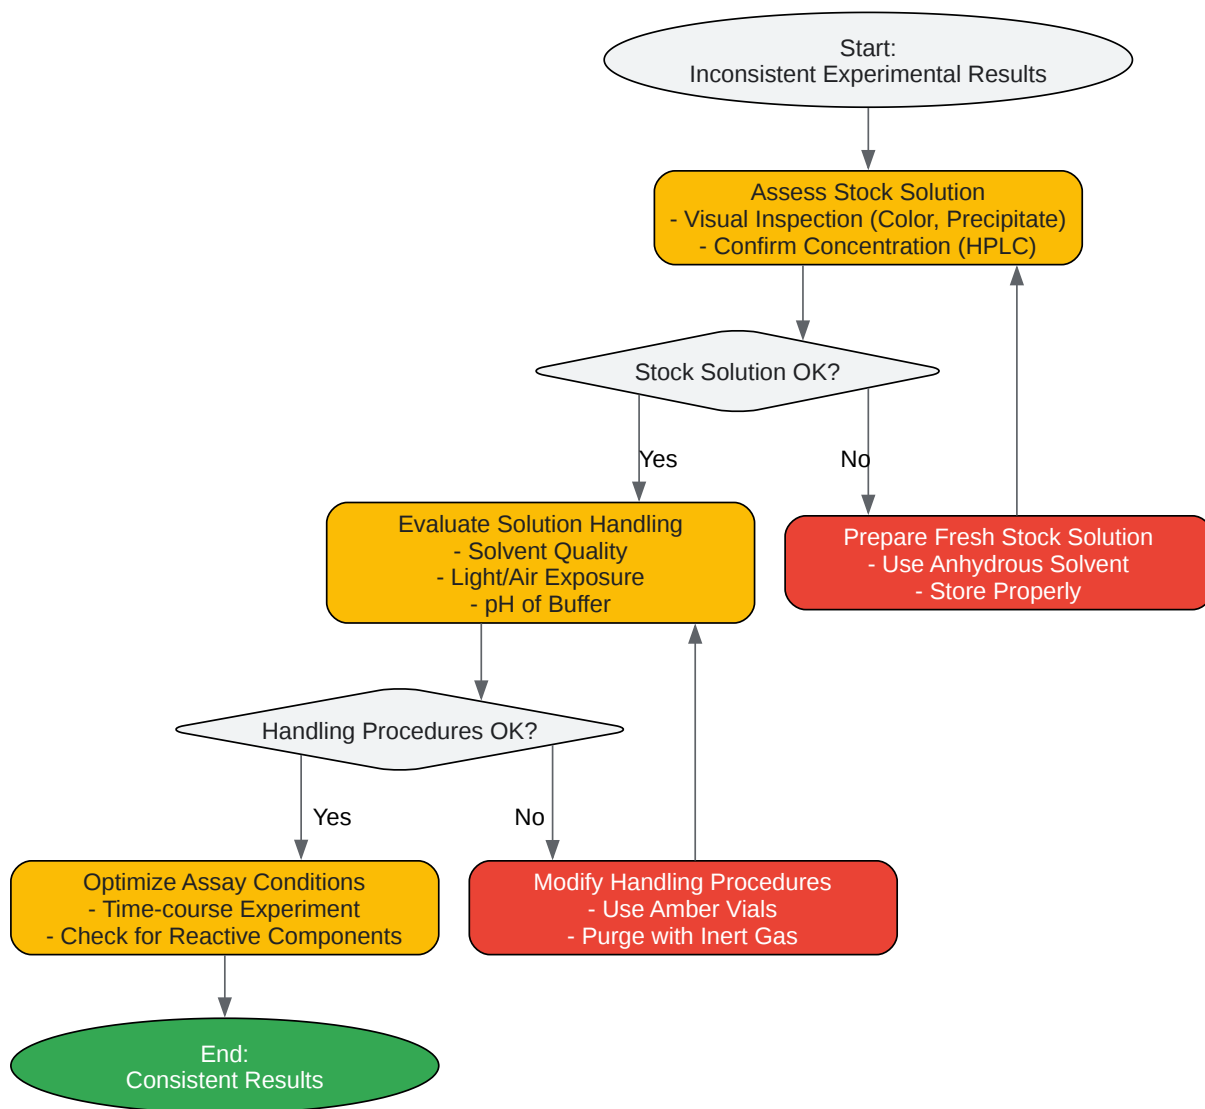 Start:
Inconsistent Experimental Results
Assess Stock Solution
- Visual Inspection (Color, Precipitate)
- Confirm Concentration (HPLC)
Stock Solution OK?
Yes
No
Evaluate Solution Handling
- Solvent Quality
- Light/Air Exposure
- pH of Buffer
Prepare Fresh Stock Solution
- Use Anhydrous Solvent
- Store Properly
Handling Procedures OK?
Yes
No
Optimize Assay Conditions
- Time-course Experiment
- Check for Reactive Components
Modify Handling Procedures
- Use Amber Vials
- Purge with Inert Gas
End:
Consistent Results